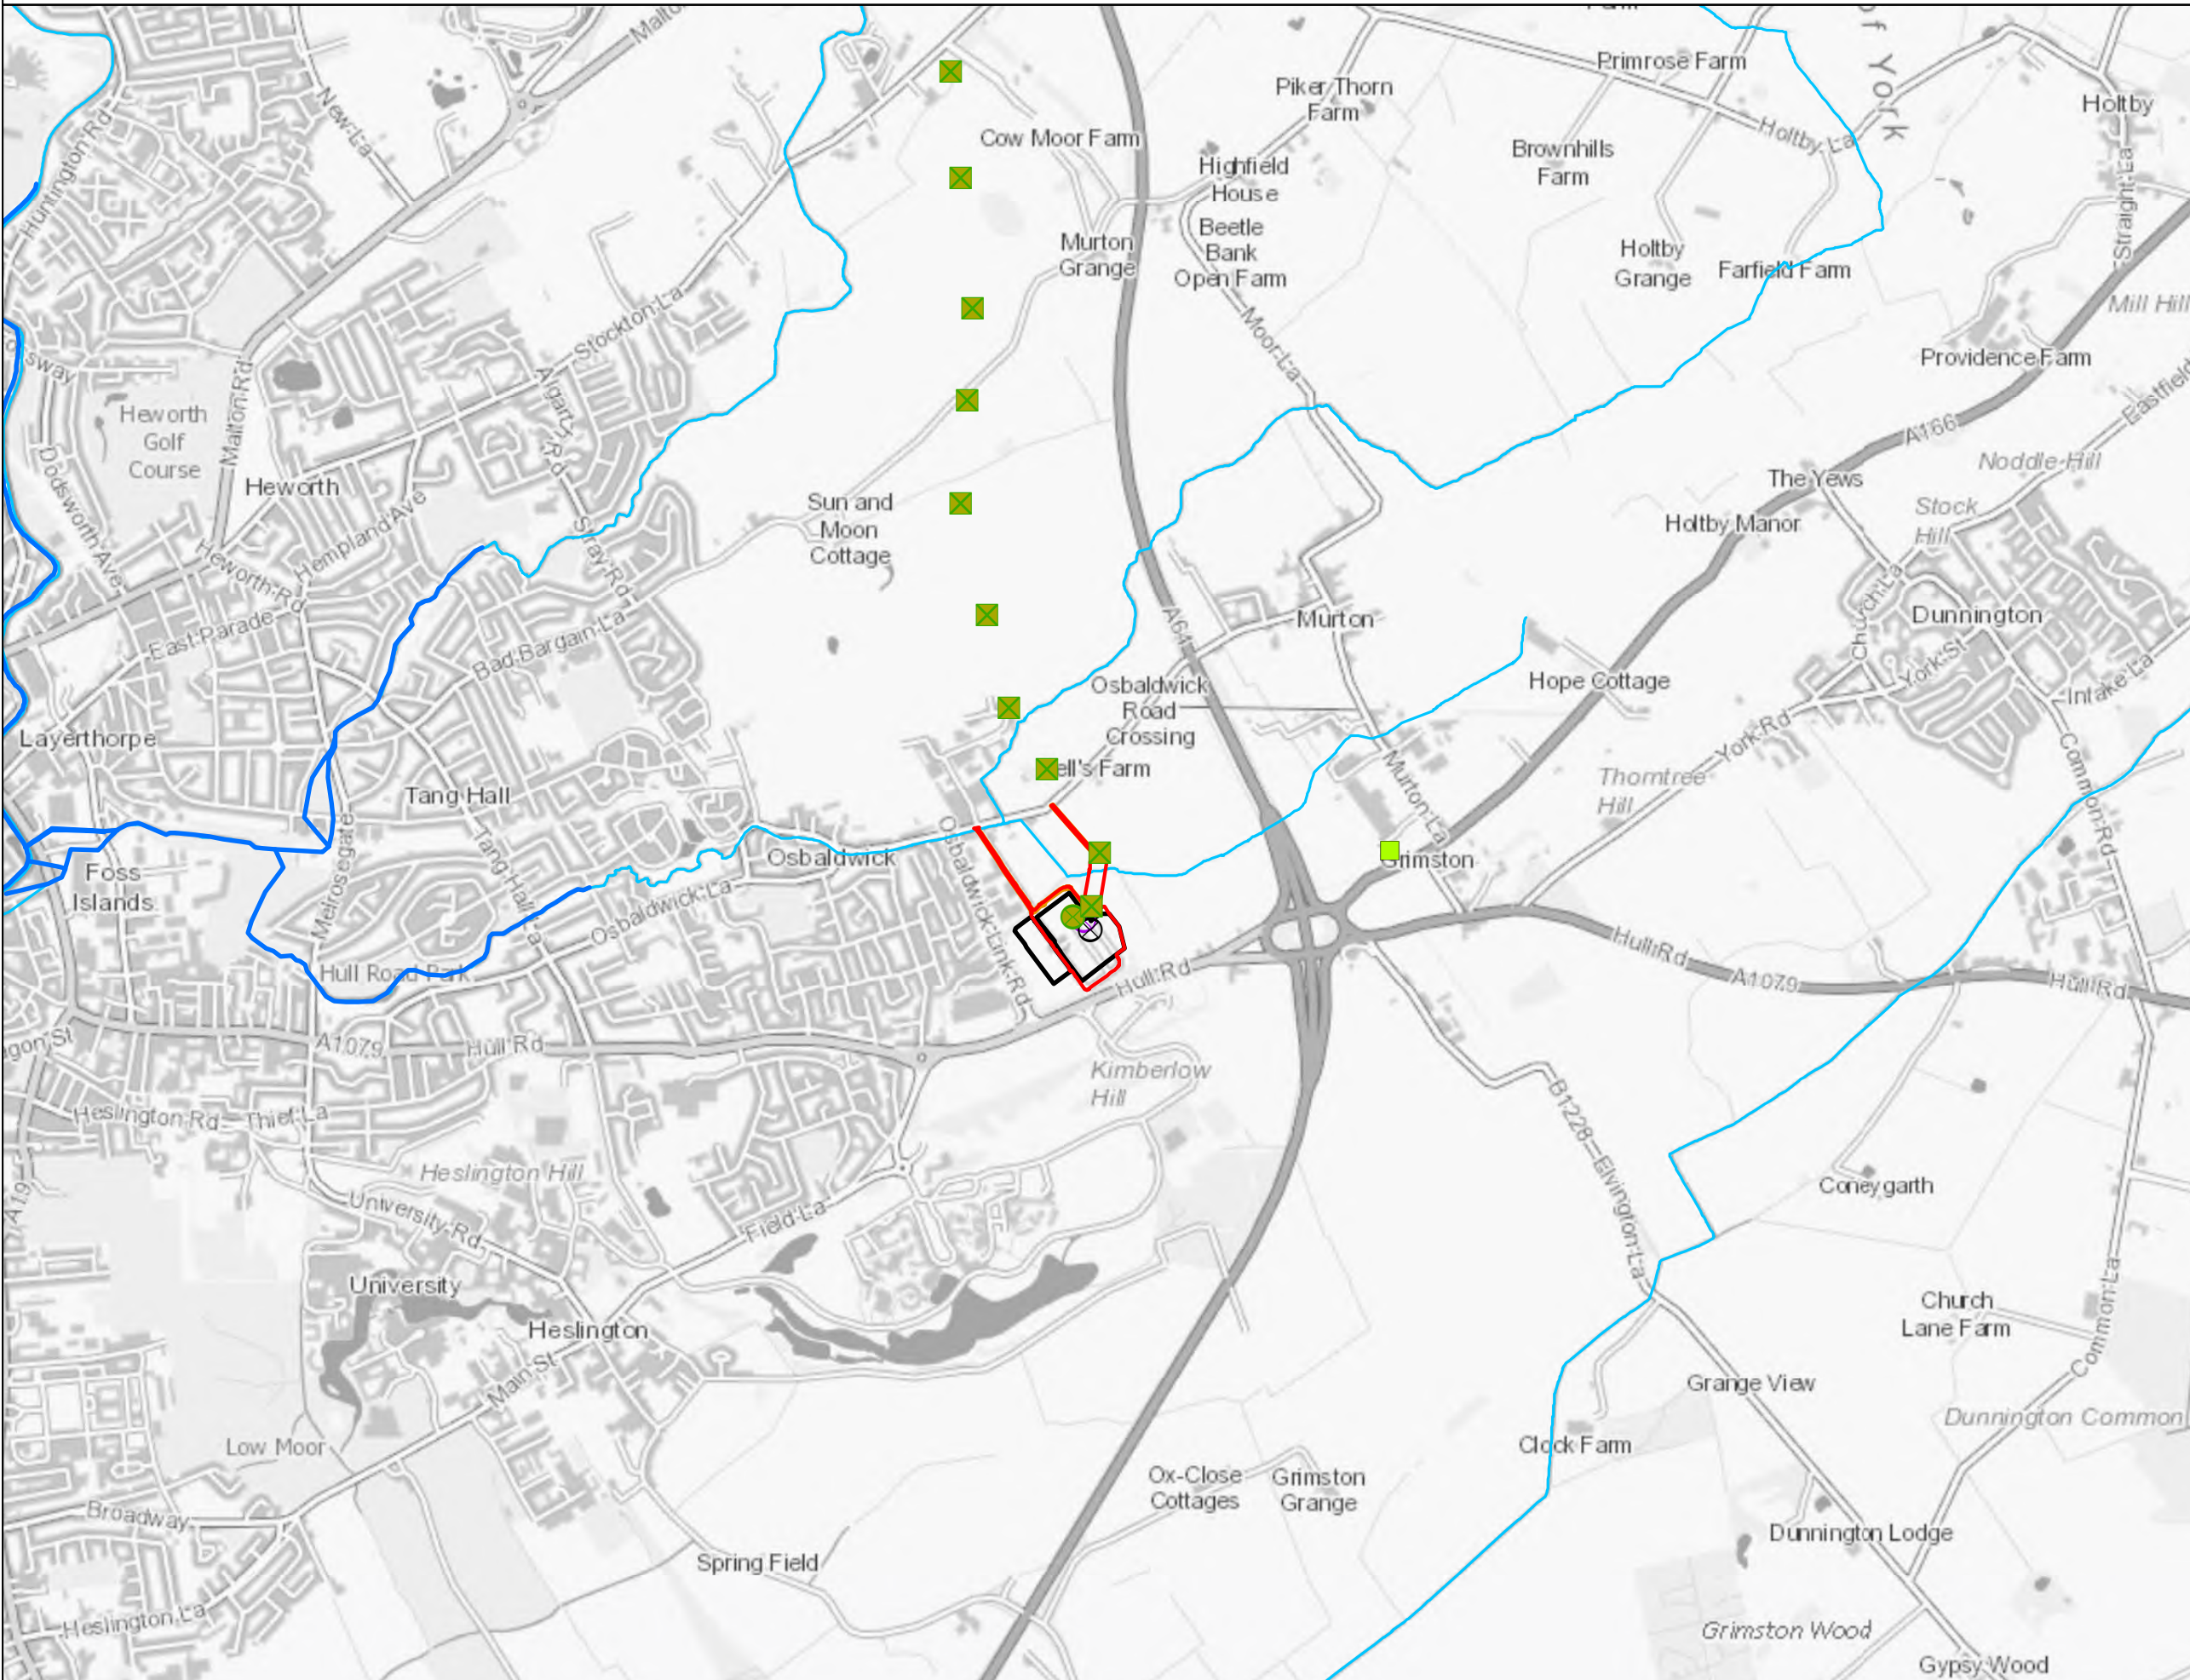 Malto
of York
Primrose Farm
Piker Thorn
Farm
Holtby
Huntington Rd
New La
Cow Moor Farm
Holtby La
Brownhills
Farm
Highfield
House
Straight La
Murton
Grange
Beetle
Bank
Open Farm
Holtby
Grange
Farfield Farm
Mill Hill
Stockton La
Moor La
Providence Farm
Malton Rd
Algarth Rd
Heworth
Golf
Course
Eastfield
A166
Noddle Hill
Dodsworth Ave
Heworth
The Yews
Hempland Ave
Sun and
Moon
Cottage
Stock
Hill
Holtby Manor
Stray Rd
Heworth Rd
East Parade
Bad Bargain La
A64
Murton
Church La
Dunnington
York St
Intake La
Hope Cottage
Osbaldwick
Road
Crossing
Layerthorpe
York Rd
Murton La
Common Rd
ell's Farm
Thorntree
Hill
Tang Hall
Melrosegate
Tang Hall La
Osbaldwick
Osbaldwick Link Rd
Grimston
Foss
Islands
Osbaldwick La
Hull Road Park
Hull Rd
Hull Rd
A1079
Hull Rd
A1079
Hull Rd
Kimberlow
Hill
Heslington Rd
Thief La
B1228
Elvington La
Heslington Hill
A19
University Rd
Field La
Coneygarth
University
Heslington
Church
Lane Farm
Common La
Main St
Grange View
Dunnington Common
Low Moor
Clock Farm
Ox-Close
Cottages
Grimston
Grange
Broadway
Dunnington Lodge
Spring Field
Heslington La
Grimston Wood
Gypsy Wood